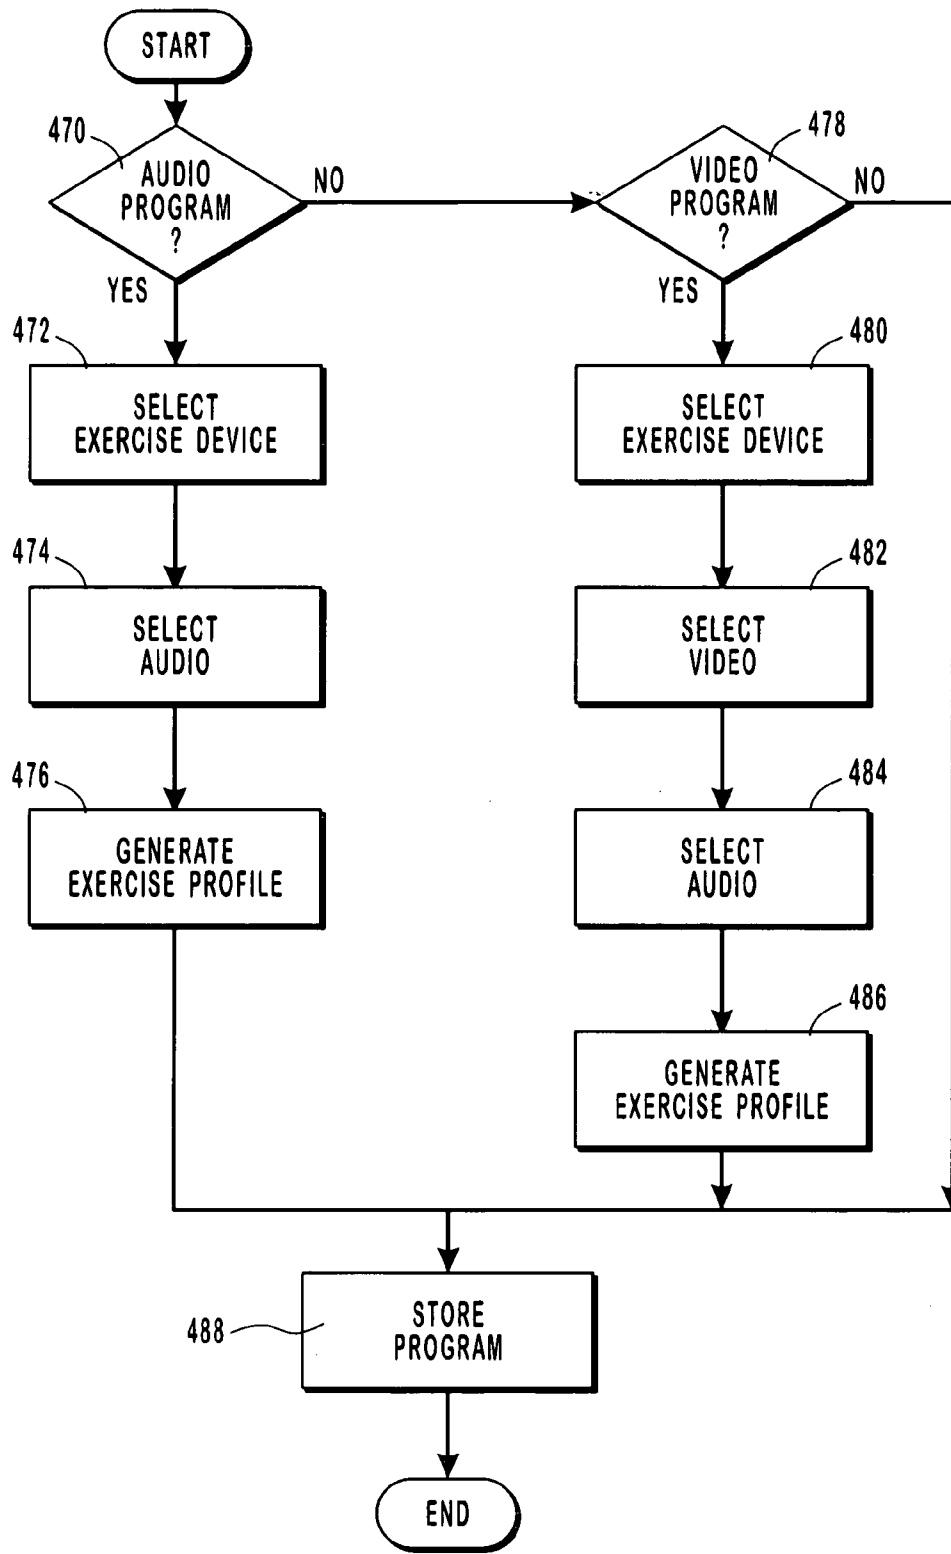 START
470
AUDIO
PROGRAM
?
NO
YES
478
VIDEO
PROGRAM
?
NO
YES
472
SELECT
EXERCISE DEVICE
480
SELECT
EXERCISE DEVICE
474
SELECT
AUDIO
482
SELECT
VIDEO
476
GENERATE
EXERCISE PROFILE
484
SELECT
AUDIO
486
GENERATE
EXERCISE PROFILE
488
STORE
PROGRAM
END